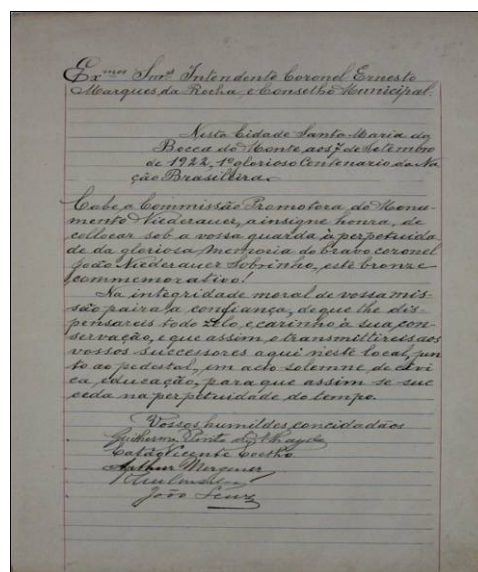 Ex.mos Snrs. Intendente Coronel Ernesto
Marques da Rocha, e Conselho Municipal.
Nesta Cidade Santa Maria da
Bocca do Monte, aos 7 de Setembro
de 1922, 1º glorioso Centenario da Na
ção Brasileira.
Cabe, a Commissão Promotora, do Monu-
mento Niederauer, a insigne honra, de
collocar sob a vossa guarda à perpetuida
de da gloriosa memoria do bravo coronel
João Niederauer Sobrinho, este bronze
commemorativo!
Na integridade moral de vossa mis-
são paira, a confiança, de que lhe dis-
pensareis todo zelo, e carinho à sua con-
servação, e que assim, e transmittireis aos
vossos successores aqui neste local, jun
to ao pedestal, em acto solemne, de civi
ca, educação, para que assim se suc
ceda na perpetuidade do tempo.
Vossos humildes concidadãos
Catão Vicente Coelho
Arthur
João Lenz